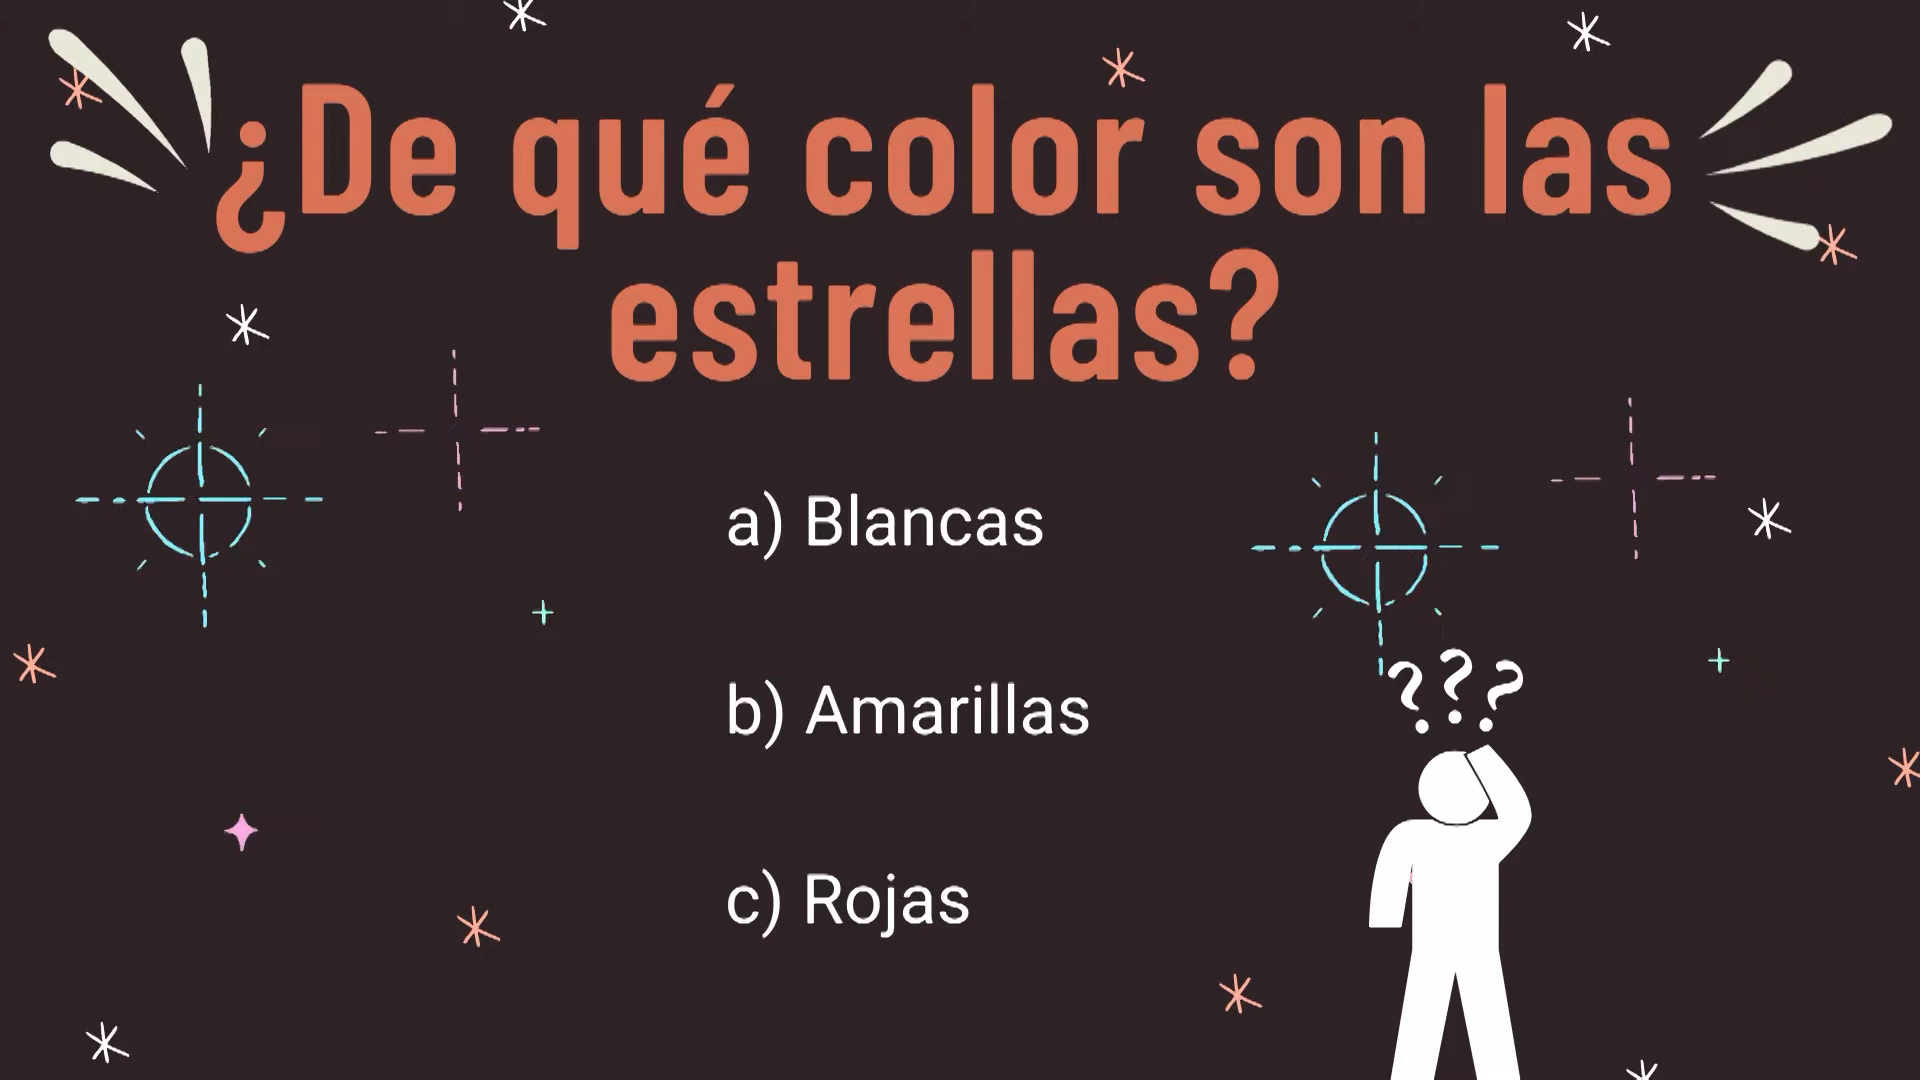 ¿De qué color son las
estrellas?
a) Blancas
b) Amarillas
???
c) Rojas